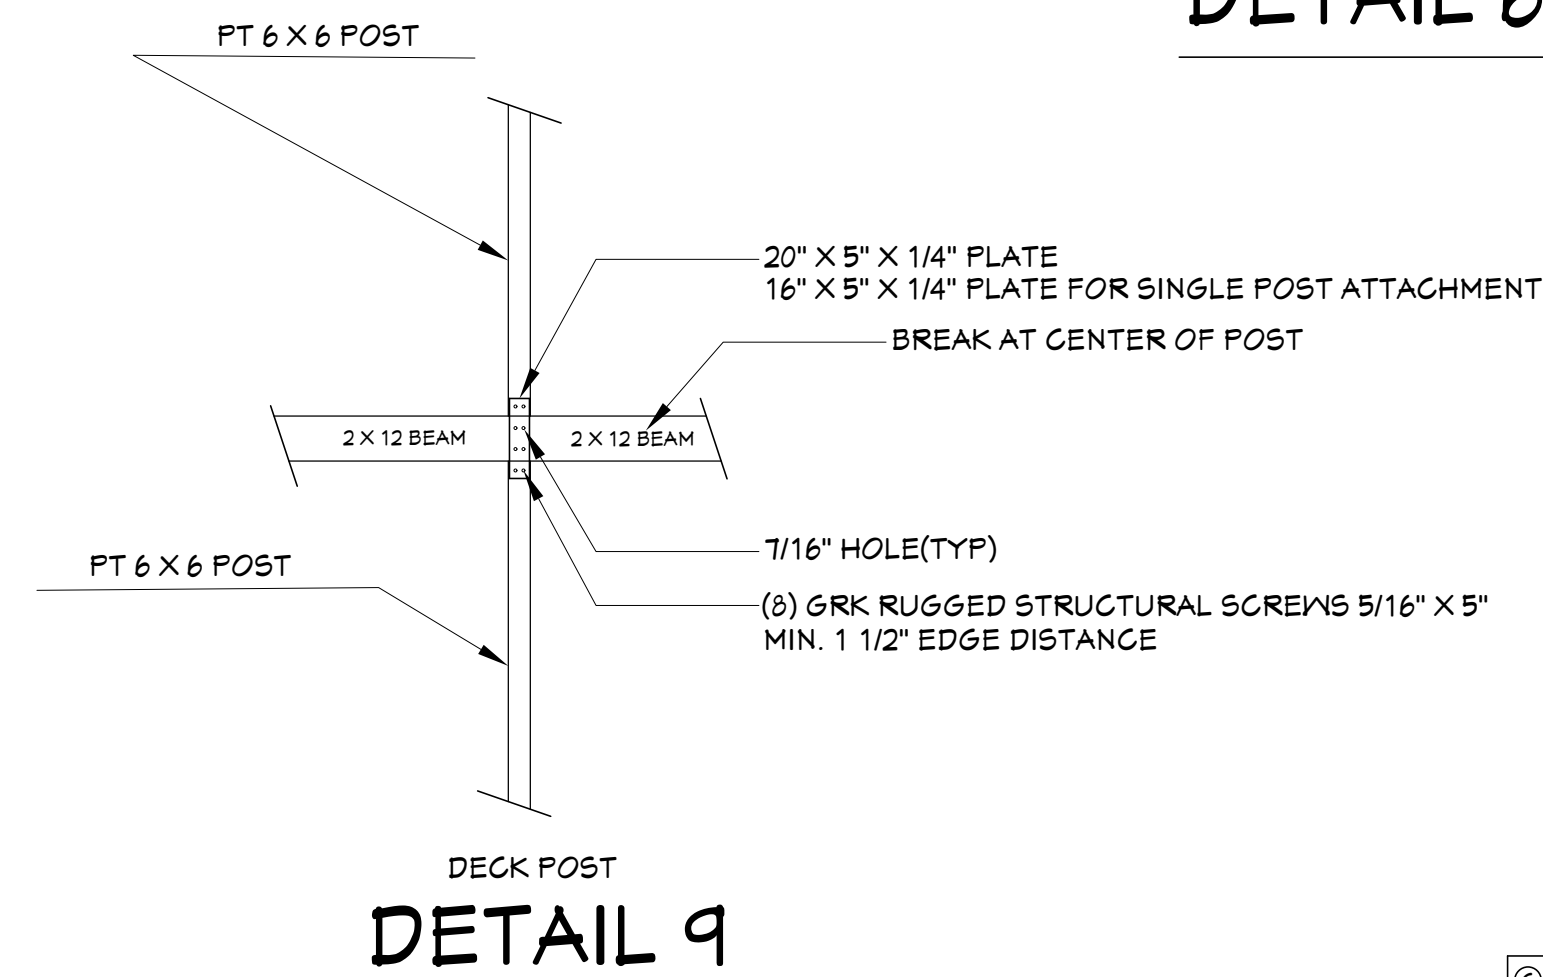 PT 6 X 6 POST
20" X 5" X 1/4" PLATE
16" X 5" X 1/4" PLATE FOR SINGLE POST ATTACHMENT
BREAK AT CENTER OF POST
2 X 12 BEAM
2 X 12 BEAM
7/16" HOLE(TYP)
PT 6 X 6 POST
(8) GRK RUGGED STRUCTURAL SCREWS 5/16" X 5"
MIN. 1 1/2" EDGE DISTANCE
DECK POST
DETAIL 9
DETAIL